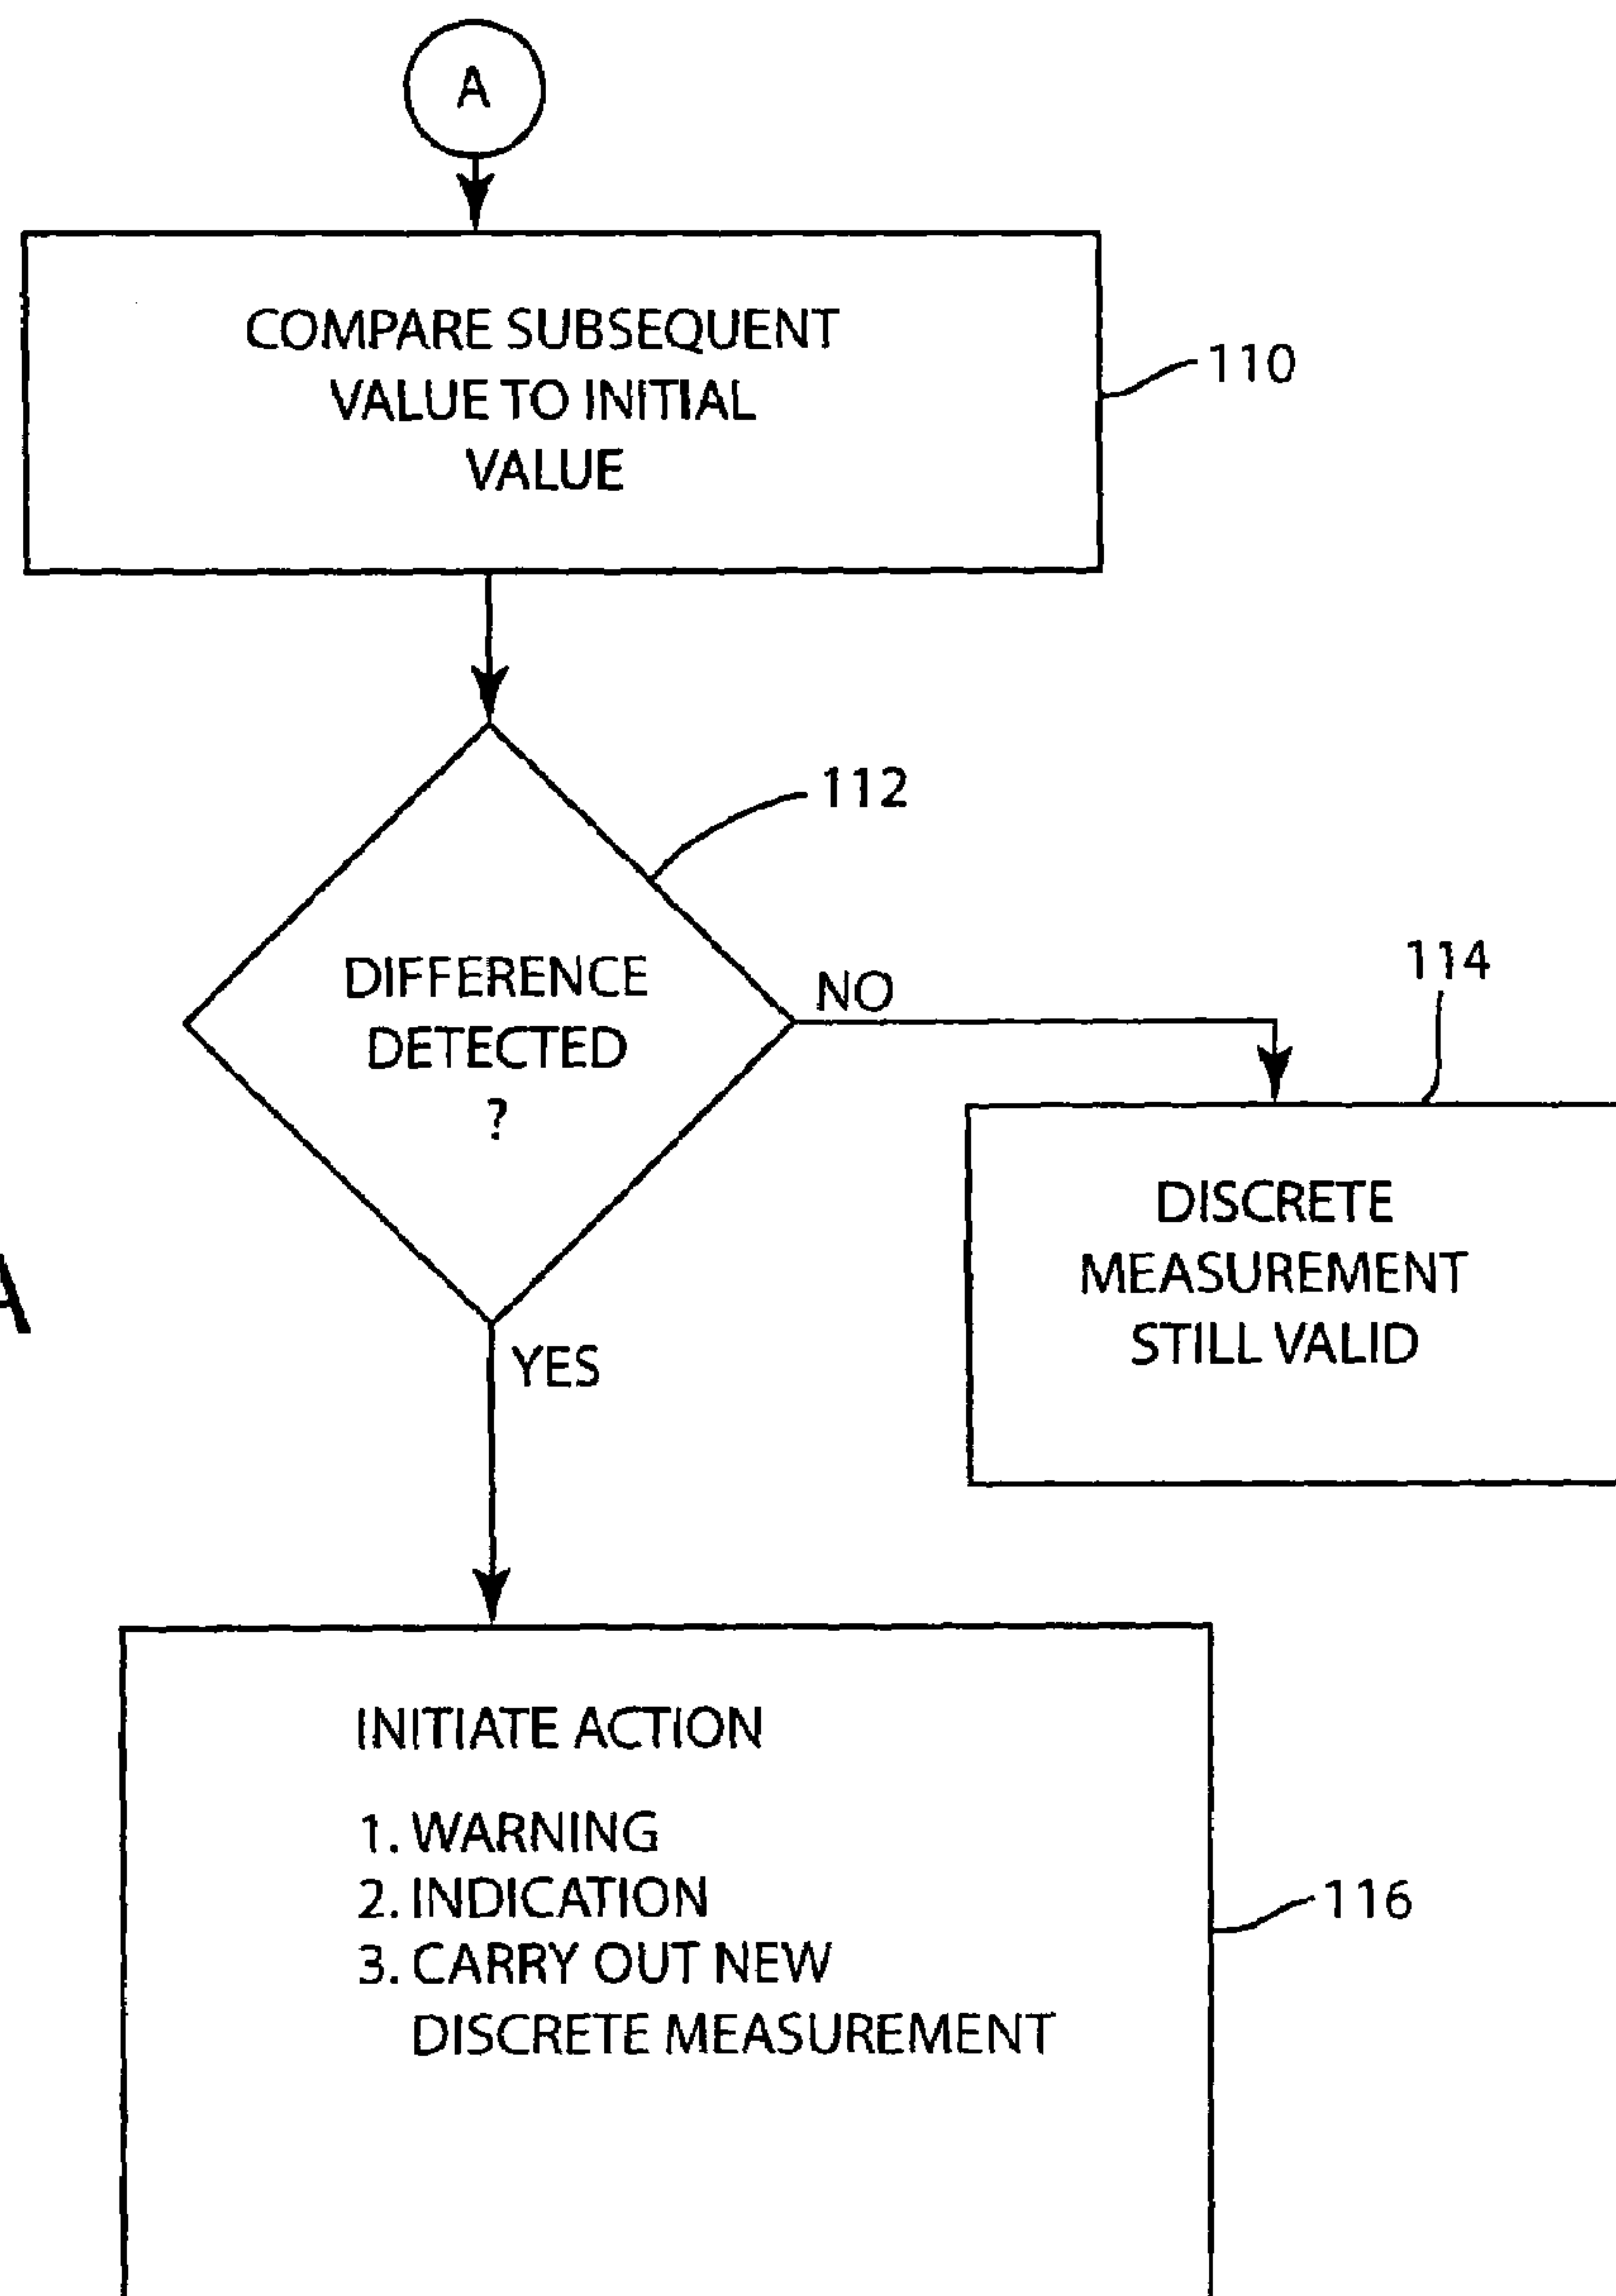 A
COMPARE SUBSEQUENT
VALUE TO INITIAL
VALUE
110
112
DIFFERENCE
DETECTED
?
NO
114
DISCRETE
MEASUREMENT
STILL VALID
A
YES
INITIATE ACTION
1. WARNING
2. INDICATION
3. CARRY OUT NEW
DISCRETE MEASUREMENT
116